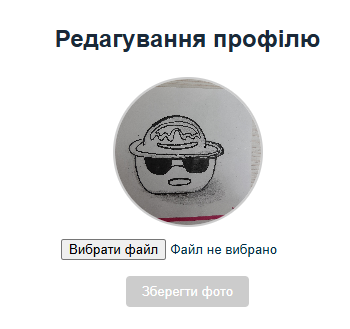 Редагування профілю
Вибрати файл Файл не вибрано
Зберегти фото